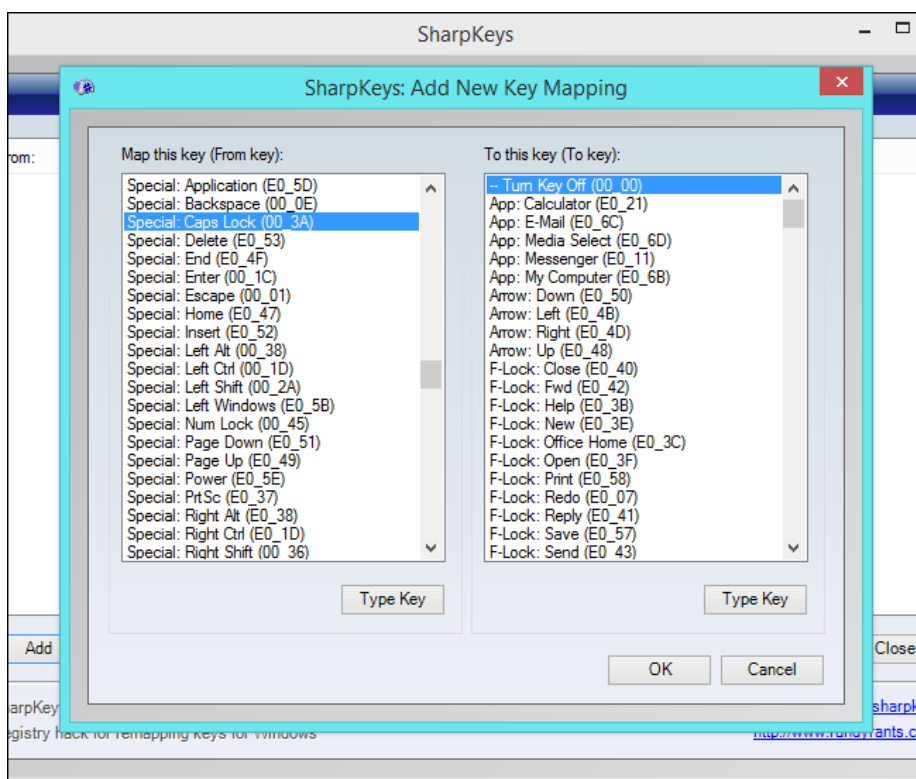 SharpKeys
SharpKeys: Add New Key Mapping
rom:
Map this key (From key):
Special: Application (E0_5D)
Special: Backspace (00_0E)
Special: Caps Lock (00_3A)
Special: Delete (E0_53)
Special: End (E0_4F)
Special: Enter (00_1C)
Special: Escape (00_01)
Special: Home (E0_47)
Special: Insert (E0_52)
Special: Left Alt (00_38)
Special: Left Ctrl (00_1D)
Special: Left Shift (00_2A)
Special: Left Windows (E0_5B)
Special: Num Lock (00_45)
Special: Page Down (E0_51)
Special: Page Up (E0_49)
Special: Power (E0_5E)
Special: PrtSc (E0_37)
Special: Right Alt (E0_38)
Special: Right Ctrl (E0_1D)
Special: Right Shift (00_36)
Type Key
To this key (To key):
-- Turn Key Off (00_00)
App: Calculator (E0_21)
App: E-Mail (E0_6C)
App: Media Select (E0_6D)
App: Messenger (E0_11)
App: My Computer (E0_6B)
Arrow: Down (E0_50)
Arrow: Left (E0_4B)
Arrow: Right (E0_4D)
Arrow: Up (E0_48)
F-Lock: Close (E0_40)
F-Lock: Fwd (E0_42)
F-Lock: Help (E0_3B)
F-Lock: New (E0_3E)
F-Lock: Office Home (E0_3C)
F-Lock: Open (E0_3F)
F-Lock: Print (E0_58)
F-Lock: Redo (E0_07)
F-Lock: Reply (E0_41)
F-Lock: Save (E0_57)
F-Lock: Send (E0_43)
Type Key
OK Cancel
Add Close
arpKey sharpk
egistry hack for remapping keys for Windows http://www.randyrants.c